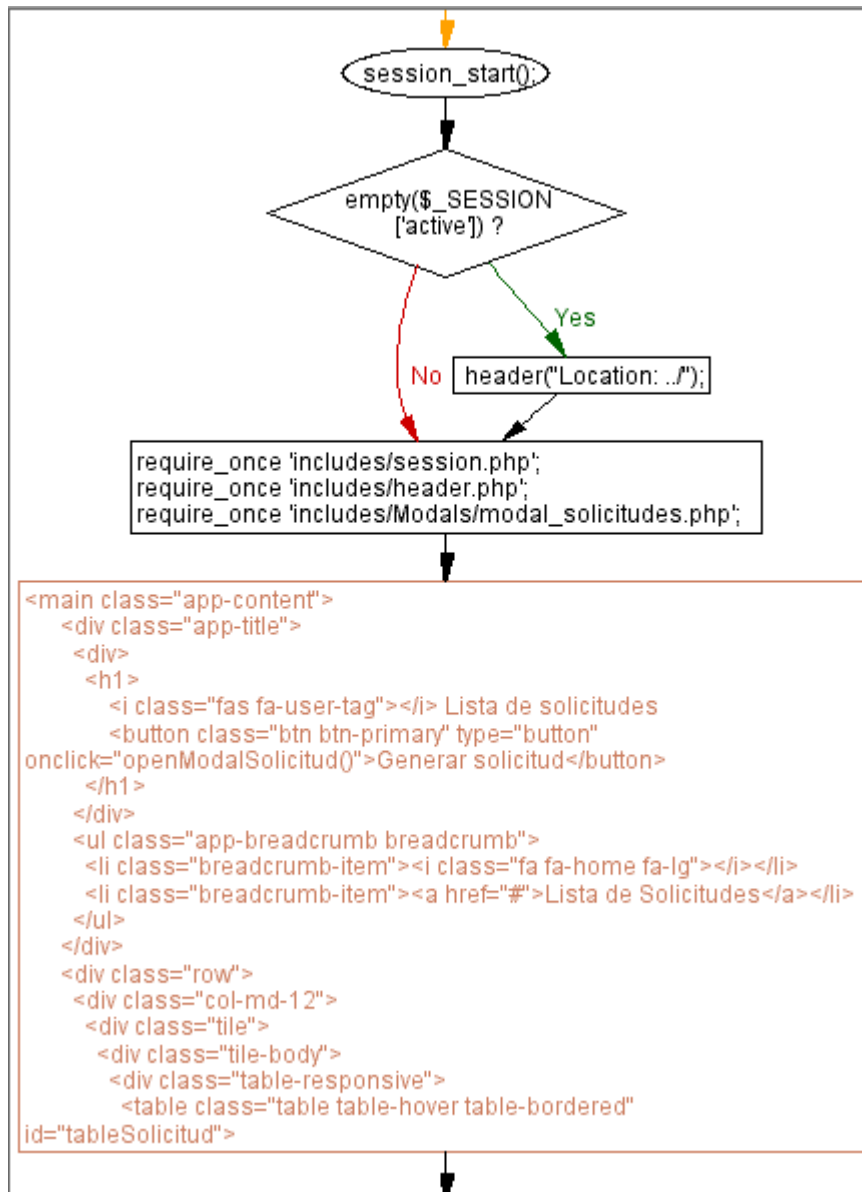 session_start();
empty($_SESSION
['active']) ?
Yes
No
header("Location: ../");
require_once 'includes/session.php';
require_once 'includes/header.php';
require_once 'includes/Modals/modal_solicitudes.php';
<main class="app-content">
<div class="app-title">
<div>
<h1>
<i class="fas fa-user-tag"></i> Lista de solicitudes
<button class="btn btn-primary" type="button"
onclick="openModalSolicitud()">Generar solicitud</button>
</h1>
</div>
<ul class="app-breadcrumb breadcrumb">
<li class="breadcrumb-item"><i class="fa fa-home fa-lg"></i></li>
<li class="breadcrumb-item"><a href="#">Lista de Solicitudes</a></li>
</ul>
</div>
<div class="row">
<div class="col-md-12">
<div class="tile">
<div class="tile-body">
<div class="table-responsive">
<table class="table table-hover table-bordered"
id="tableSolicitud">